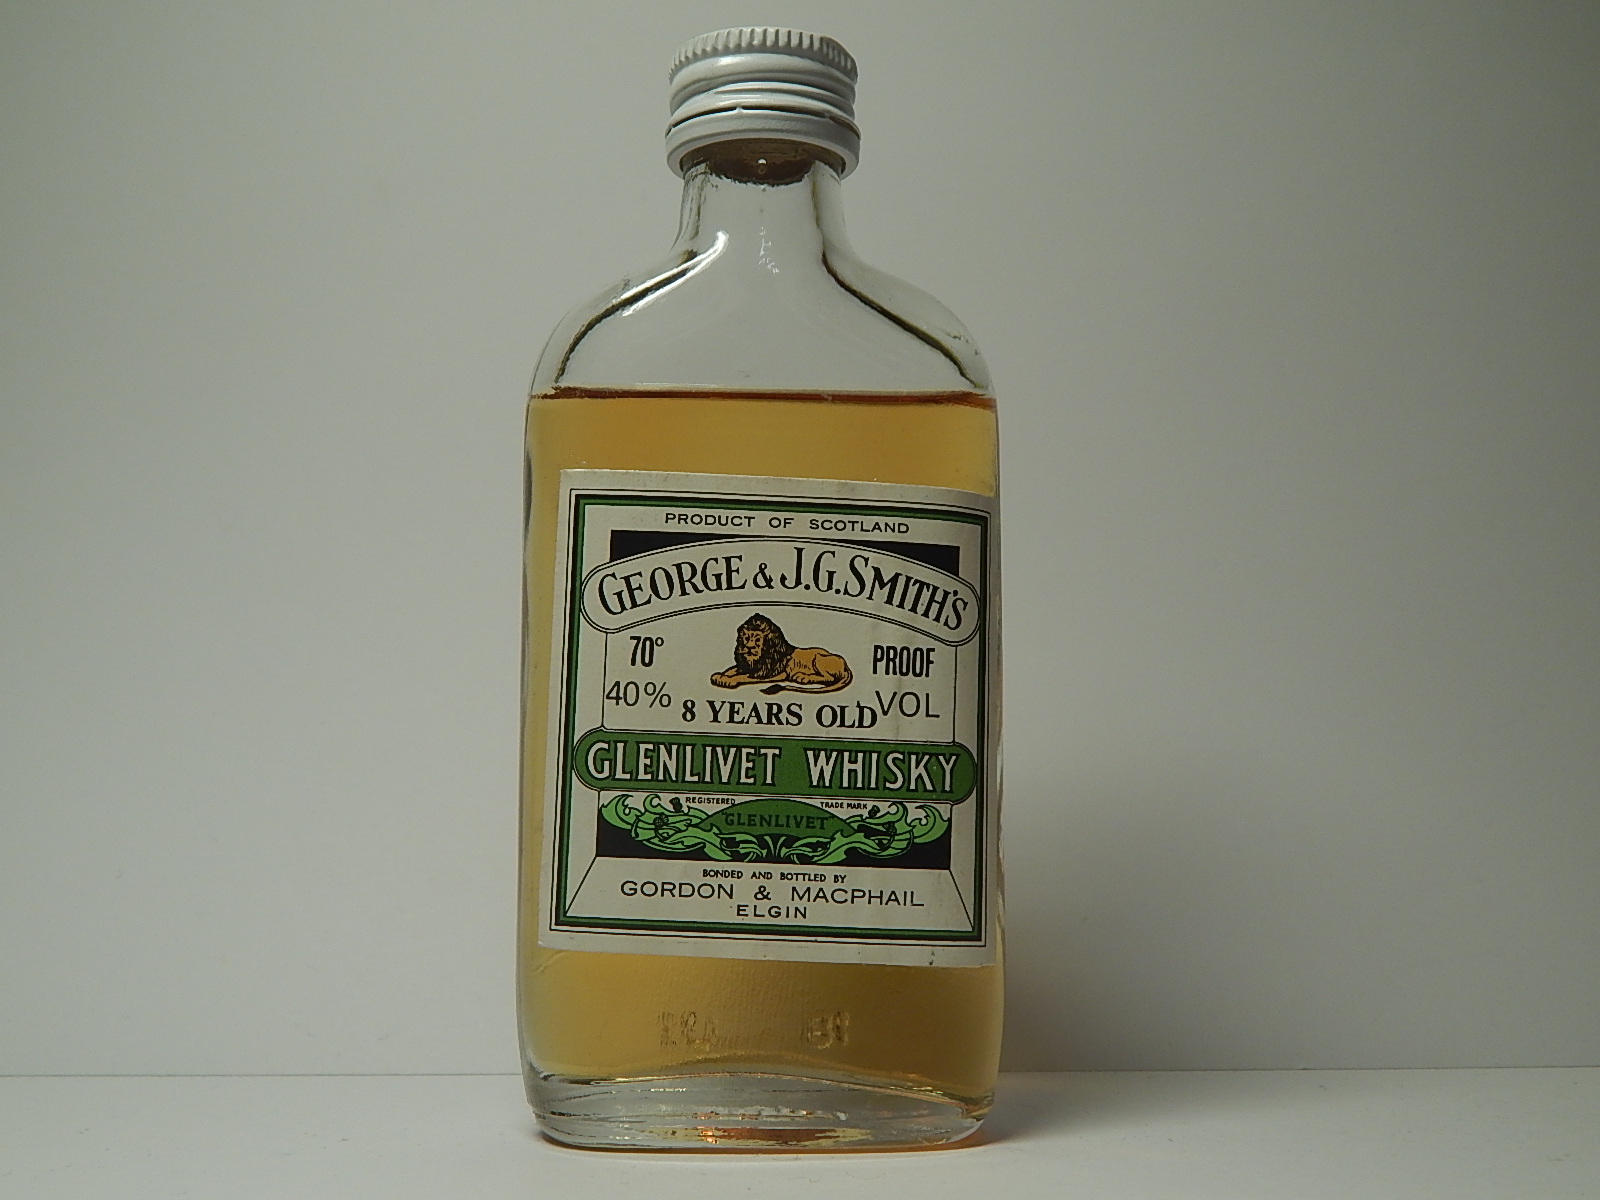 PRODUCT OF SCOTLAND
GEORGE & J.G. SMITH'S
70° PROOF
40% VOL
8 YEARS OLD
GLENLIVET WHISKY
REGISTERED TRADE MARK
"GLENLIVET"
BONDED AND BOTTLED BY
GORDON & MACPHAIL
ELGIN